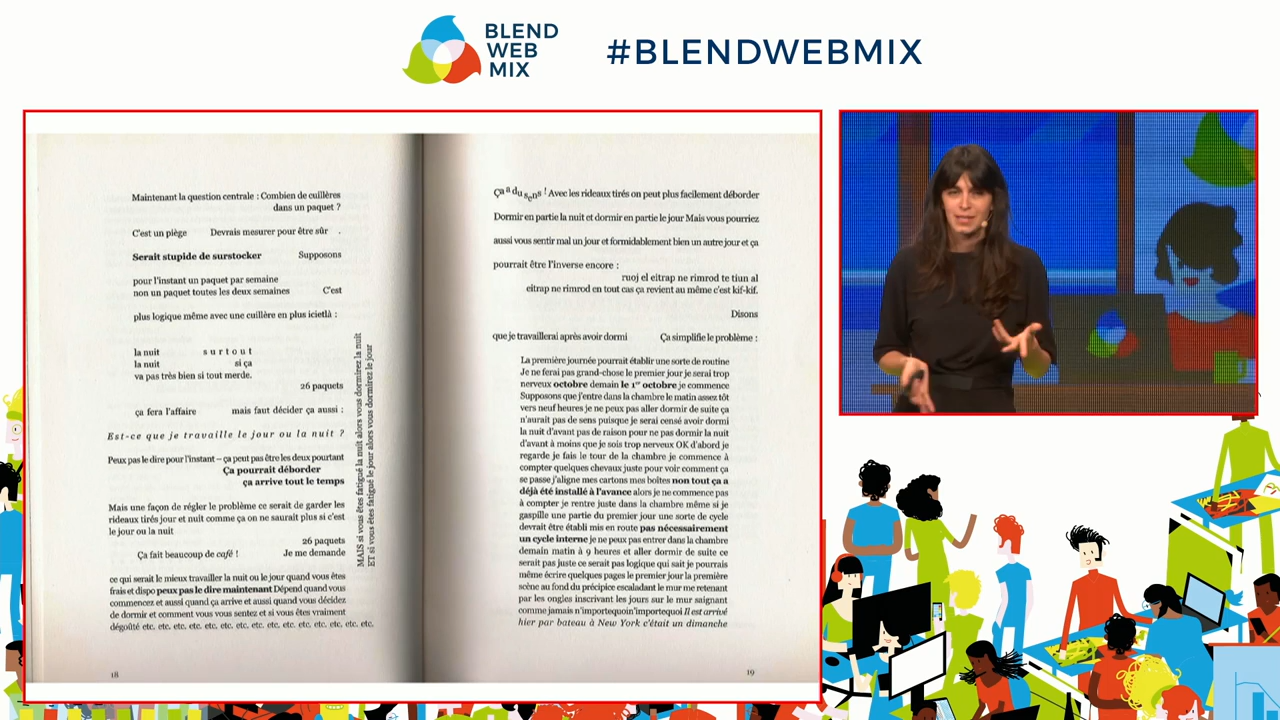 BLEND
WEB
MIX
#BLENDWEBMIX
Maintenant la question centrale : Combien de cuillères
dans un paquet ?
C'est un piège Devrais mesurer pour être sûr .
Serait stupide de surstocker Supposons
pour l'instant un paquet par semaine
non un paquet toutes les deux semaines C'est
plus logique même avec une cuillère en plus icietlà :
la nuit surtout
la nuit si ça
va pas très bien si tout merde.
26 paquets
ça fera l'affaire mais faut décider ça aussi :
Est-ce que je travaille le jour ou la nuit ?
Peux pas le dire pour l'instant – ça peut pas être les deux pourtant
Ça pourrait déborder
ça arrive tout le temps
Mais une façon de régler le problème ce serait de garder les
rideaux tirés jour et nuit comme ça on ne saurait plus si c'est
le jour ou la nuit
26 paquets
Ça fait beaucoup de café ! Je me demande
ce qui serait le mieux travailler la nuit ou le jour quand vous êtes
frais et dispo peux pas le dire maintenant Dépend quand vous
commencez et aussi quand ça arrive et aussi quand vous décidez
de dormir et comment vous vous sentez et si vous êtes vraiment
dégoûté etc. etc. etc. etc. etc. etc. etc. etc. etc. etc. etc. etc. etc.
MAIS si vous êtes fatigué la nuit alors vous dormirez la nuit
ET si vous êtes fatigué le jour alors vous dormirez le jour
18
Ça a du sens ! Avec les rideaux tirés on peut plus facilement déborder
Dormir en partie la nuit et dormir en partie le jour Mais vous pourriez
aussi vous sentir mal un jour et formidablement bien un autre jour et ça
pourrait être l'inverse encore :
ruoj el eitrap ne rimrod te tiun al
eitrap ne rimrod en tout cas ça revient au même c'est kif-kif.
Disons
que je travaillerai après avoir dormi Ça simplifie le problème :
La première journée pourrait établir une sorte de routine
Je ne ferai pas grand-chose le premier jour je serai trop
nerveux octobre demain le 1er octobre je commence
Supposons que j'entre dans la chambre le matin assez tôt
vers neuf heures je ne peux pas aller dormir de suite ça
n'aurait pas de sens puisque je serai censé avoir dormi
la nuit d'avant pas de raison pour ne pas dormir la nuit
d'avant à moins que je sois trop nerveux OK d'abord je
regarde je fais le tour de la chambre je commence à
compter quelques chevaux juste pour voir comment ça
se passe j'aligne mes cartons mes boîtes non tout ça a
déjà été installé à l'avance alors je ne commence pas
à compter je rentre juste dans la chambre même si je
gaspille une partie du premier jour une sorte de cycle
devrait être établi mis en route pas nécessairement
un cycle interne je ne peux pas entrer dans la chambre
demain matin à 9 heures et aller dormir de suite ce
serait pas juste ce serait pas logique qui sait je pourrais
même écrire quelques pages le premier jour la première
scène au fond du précipice escaladant le mur me retenant
par les ongles inscrivant les jours sur le mur saignant
comme jamais n'importequoin'importequoi Il est arrivé
hier par bateau à New York c'était un dimanche
19